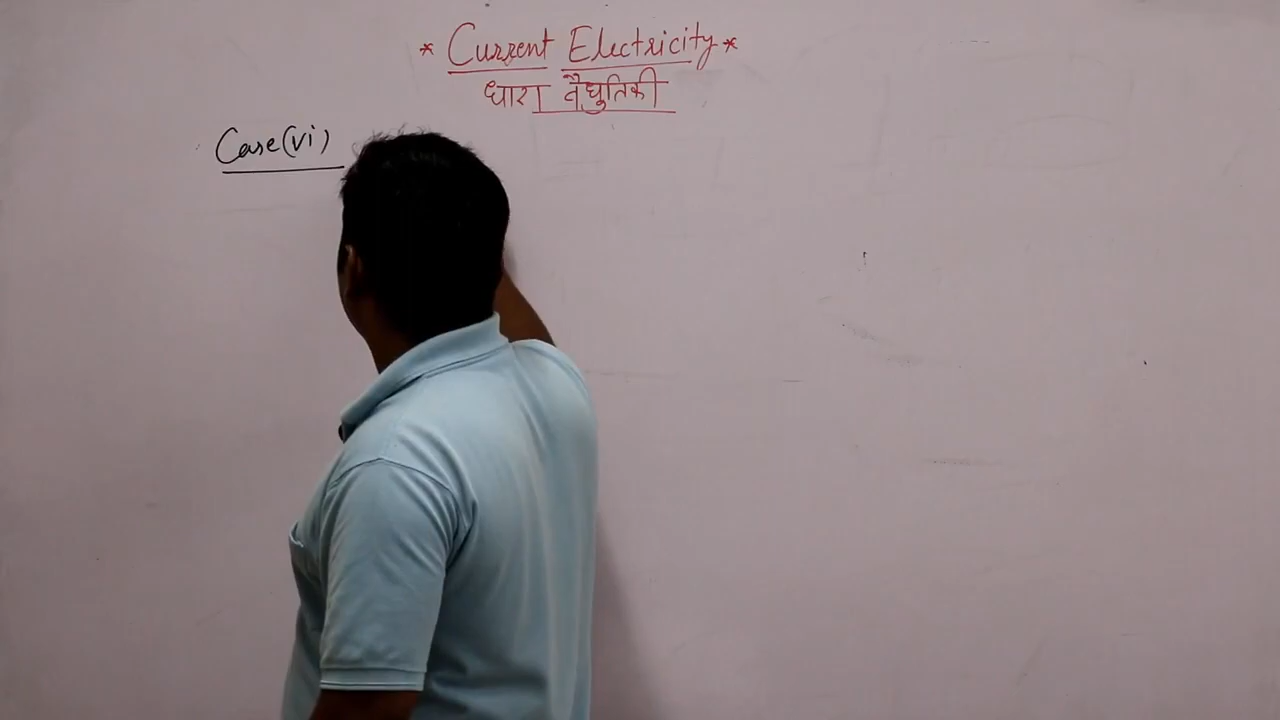 * Current Electricity *
धारा वैधुतिकी
Case (vi)